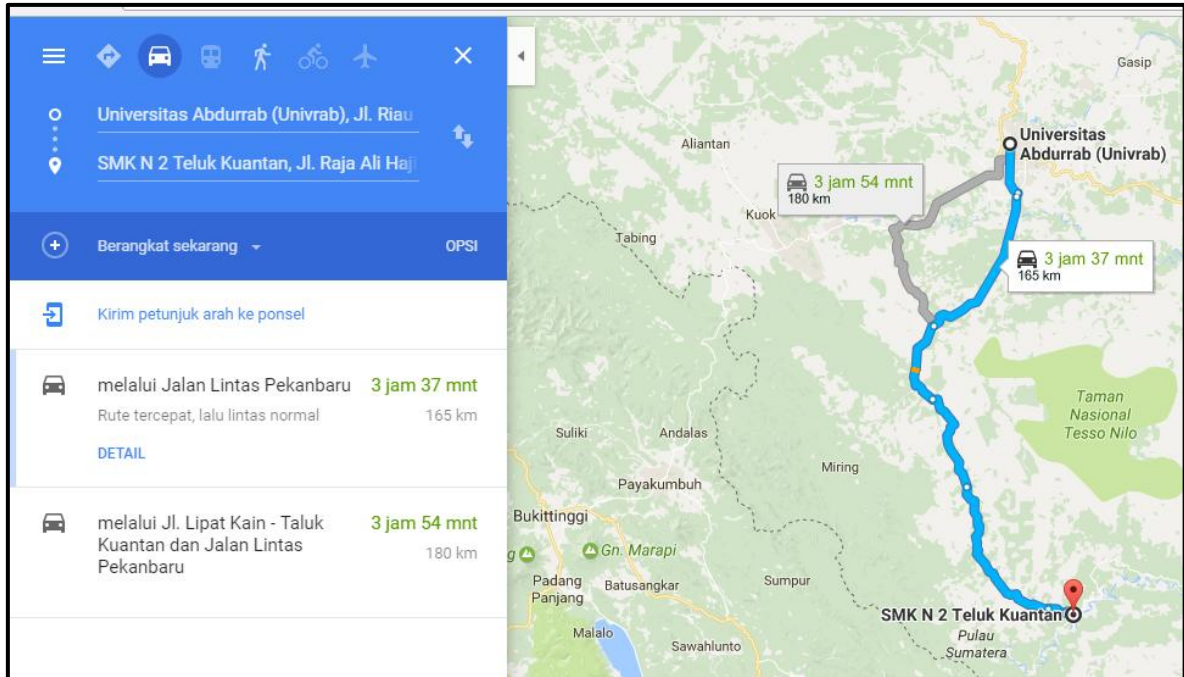 Universitas Abdurrab (Univrab), Jl. Riau
SMK N 2 Teluk Kuantan, Jl. Raja Ali Haji
Berangkat sekarang
OPSI
Kirim petunjuk arah ke ponsel
melalui Jalan Lintas Pekanbaru 3 jam 37 mnt
Rute tercepat, lalu lintas normal 165 km
DETAIL
melalui Jl. Lipat Kain - Taluk 3 jam 54 mnt
Kuantan dan Jalan Lintas 180 km
Pekanbaru
Gasip
Universitas
Abdurrab (Univrab)
Aliantan
3 jam 54 mnt
180 km
Kuok
Tabing
3 jam 37 mnt
165 km
Taman
Nasional
Tesso Nilo
Suliki
Andalas
Miring
Payakumbuh
Bukittinggi
Gn. Marapi
Padang
Panjang
Batusangkar
Sumpur
SMK N 2 Teluk Kuantan
Pulau
Sumatera
Malalo
Sawahlunto